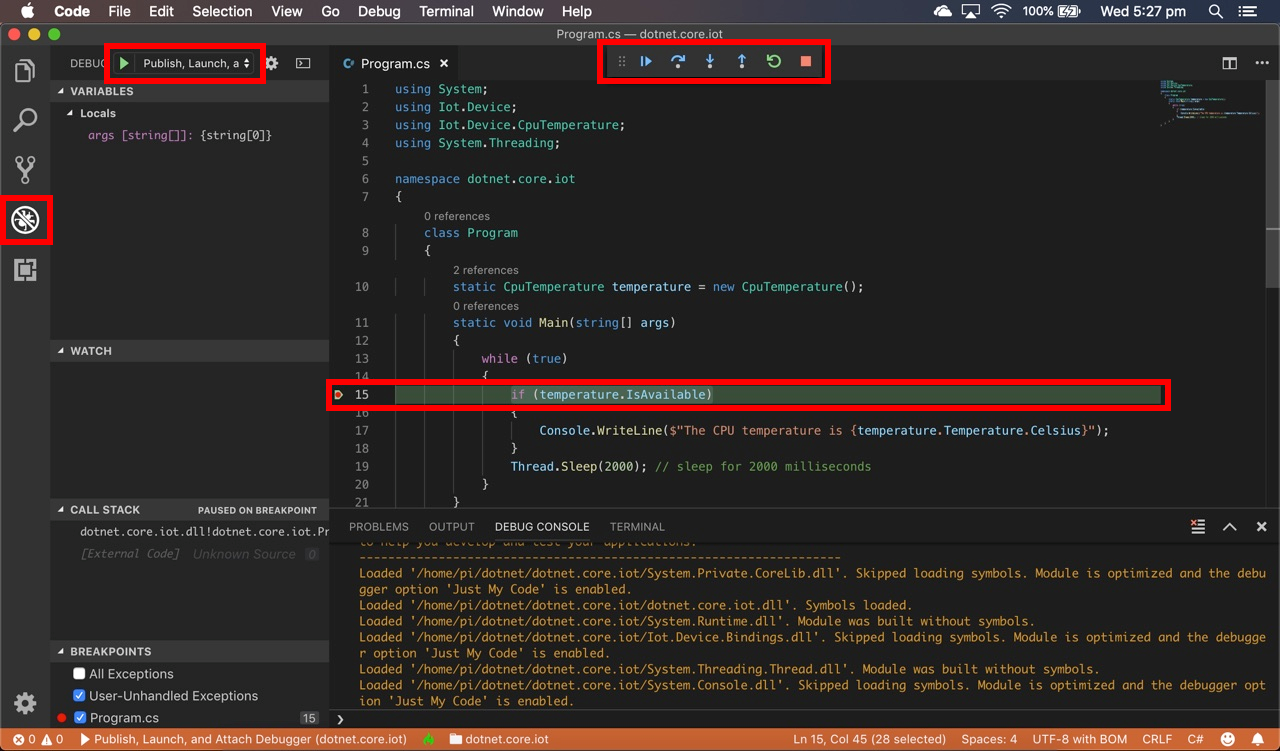 Code File Edit Selection View Go Debug Terminal Window Help 100% Wed 5:27 pm
Program.cs — dotnet.core.iot
DEBUG Publish, Launch, a
Program.cs
VARIABLES
Locals
args [string[]]: {string[0]}
WATCH
CALL STACK PAUSED ON BREAKPOINT
dotnet.core.iot.dll!dotnet.core.iot.Pr
[External Code] Unknown Source 0
BREAKPOINTS
All Exceptions
User-Unhandled Exceptions
Program.cs 15
1 using System;
2 using Iot.Device;
3 using Iot.Device.CpuTemperature;
4 using System.Threading;
5
6 namespace dotnet.core.iot
7 {
0 references
8 class Program
9 {
2 references
10 static CpuTemperature temperature = new CpuTemperature();
0 references
11 static void Main(string[] args)
12 {
13 while (true)
14 {
15 if (temperature.IsAvailable)
16 {
17 Console.WriteLine($"The CPU temperature is {temperature.Temperature.Celsius}");
18 }
19 Thread.Sleep(2000); // sleep for 2000 milliseconds
20 }
21 }
PROBLEMS OUTPUT DEBUG CONSOLE TERMINAL
to help you develop and test your applications.
-------------------------------------------------------------------
Loaded '/home/pi/dotnet/dotnet.core.iot/System.Private.CoreLib.dll'. Skipped loading symbols. Module is optimized and the debu
gger option 'Just My Code' is enabled.
Loaded '/home/pi/dotnet/dotnet.core.iot/dotnet.core.iot.dll'. Symbols loaded.
Loaded '/home/pi/dotnet/dotnet.core.iot/System.Runtime.dll'. Module was built without symbols.
Loaded '/home/pi/dotnet/dotnet.core.iot/Iot.Device.Bindings.dll'. Skipped loading symbols. Module is optimized and the debugge
r option 'Just My Code' is enabled.
Loaded '/home/pi/dotnet/dotnet.core.iot/System.Threading.Thread.dll'. Module was built without symbols.
Loaded '/home/pi/dotnet/dotnet.core.iot/System.Console.dll'. Skipped loading symbols. Module is optimized and the debugger opt
ion 'Just My Code' is enabled.
0 0 Publish, Launch, and Attach Debugger (dotnet.core.iot) dotnet.core.iot Ln 15, Col 45 (28 selected) Spaces: 4 UTF-8 with BOM CRLF C#